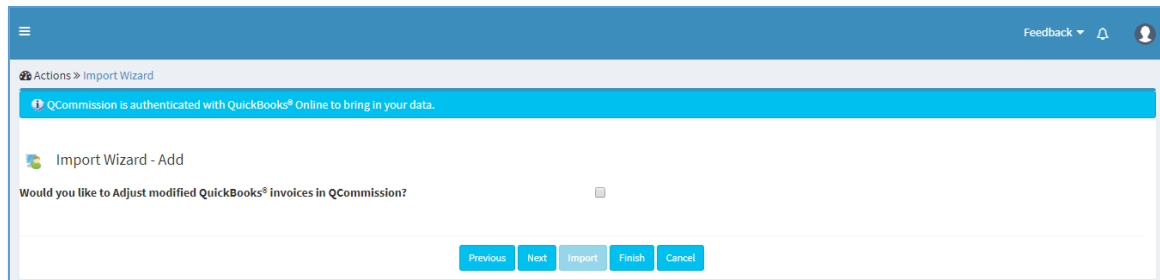 Feedback
Actions » Import Wizard
QCommission is authenticated with QuickBooks® Online to bring in your data.
Import Wizard - Add
Would you like to Adjust modified QuickBooks® invoices in QCommission?
Previous Next Import Finish Cancel